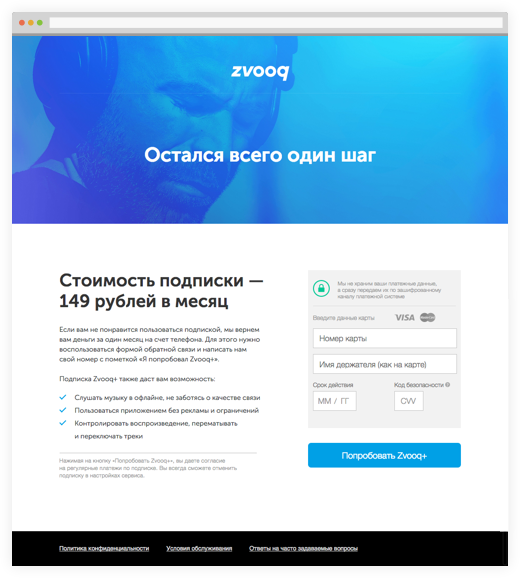 zvooq
Остался всего один шаг
Стоимость подписки —
149 рублей в месяц
Если вам не понравится пользоваться подпиской, мы вернем
вам деньги за один месяц на счет телефона. Для этого нужно
воспользоваться формой обратной связи и написать нам
свой номер с пометкой «Я попробовал Zvooq+».
Подписка Zvooq+ также даст вам возможность:
Слушать музыку в офлайне, не заботясь о качестве связи
Пользоваться приложением без рекламы и ограничений
Контролировать воспроизведение, перематывать
и переключать треки
Нажимая на кнопку «Попробовать Zvooq+», вы даете согласие
на регулярные платежи по подписке. Вы всегда сможете отменить
подписку в настройках сервиса.
Мы не храним ваши платежные данные,
а сразу передаем их по зашифрованному
каналу платежной системе
Введите данные карты VISA MasterCard
Номер карты
Имя держателя (как на карте)
Срок действия Код безопасности
ММ / ГГ CVV
Попробовать Zvooq+
Политика конфиденциальности Условия обслуживания Ответы на часто задаваемые вопросы